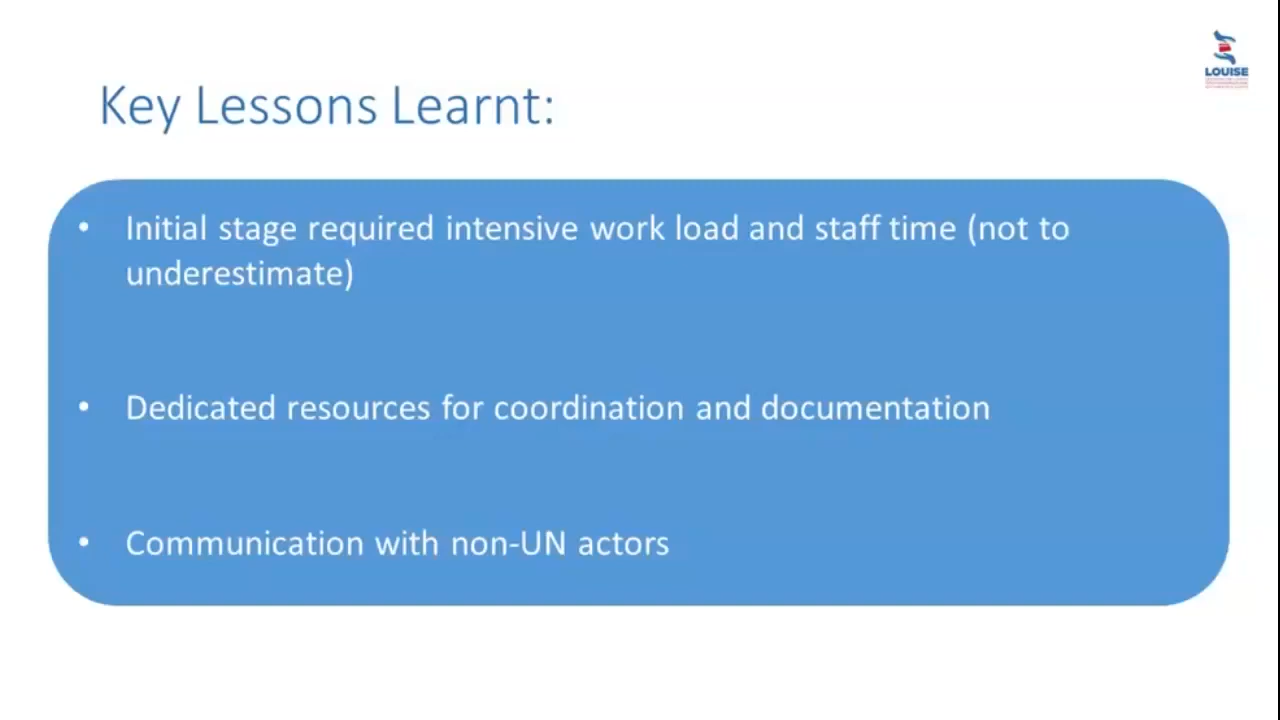 LOUISE
Key Lessons Learnt:
• Initial stage required intensive work load and staff time (not to
underestimate)
• Dedicated resources for coordination and documentation
• Communication with non-UN actors